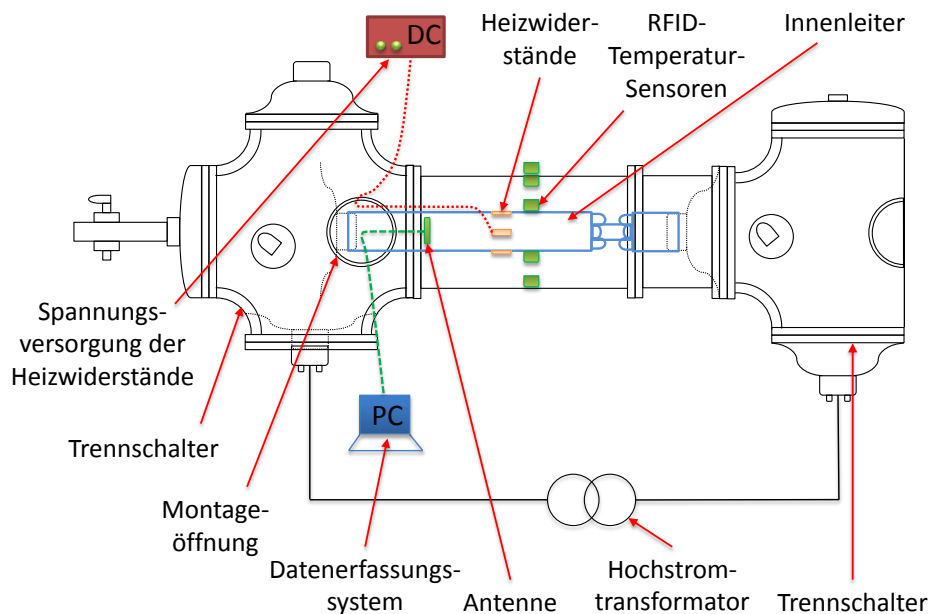 DC
Heizwider-
stände
RFID-
Temperatur-
Sensoren
Innenleiter
Spannungs-
versorgung der
Heizwiderstände
PC
Trennschalter
Montage-
öffnung
Datenerfassungs-
system
Antenne
Hochstrom-
transformator
Trennschalter